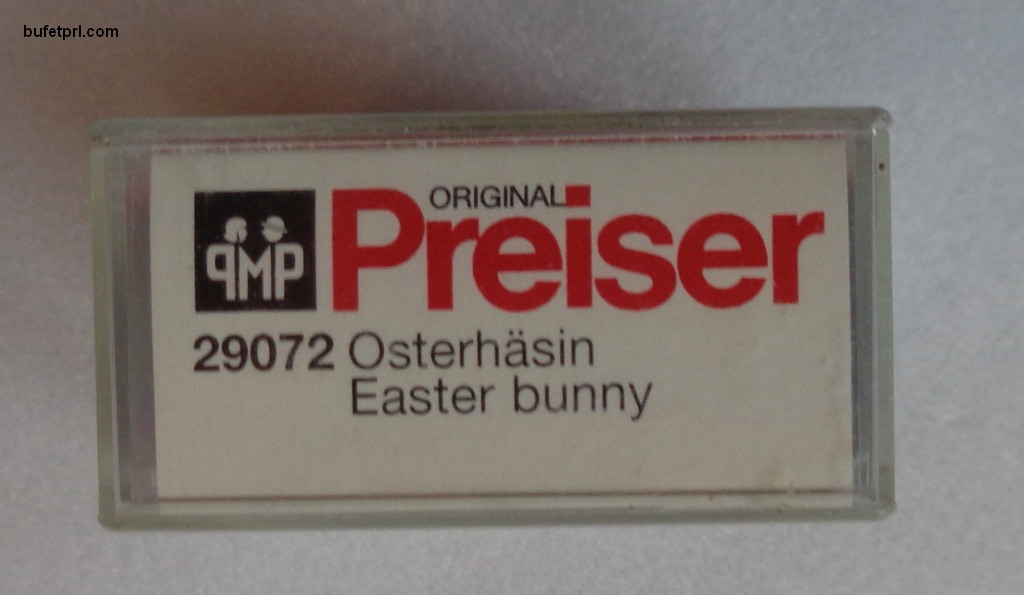 bufetprl.com
ORIGINAL
PMP Preiser
29072 Osterhäsin
Easter bunny